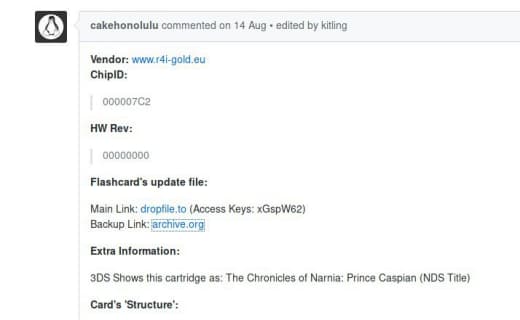 cakehonolulu commented on 14 Aug • edited by kitling
Vendor: www.r4i-gold.eu
ChipID:
000007C2
HW Rev:
00000000
Flashcard's update file:
Main Link: dropfile.to (Access Keys: xGspW62)
Backup Link: archive.org
Extra Information:
3DS Shows this cartridge as: The Chronicles of Narnia: Prince Caspian (NDS Title)
Card's 'Structure':